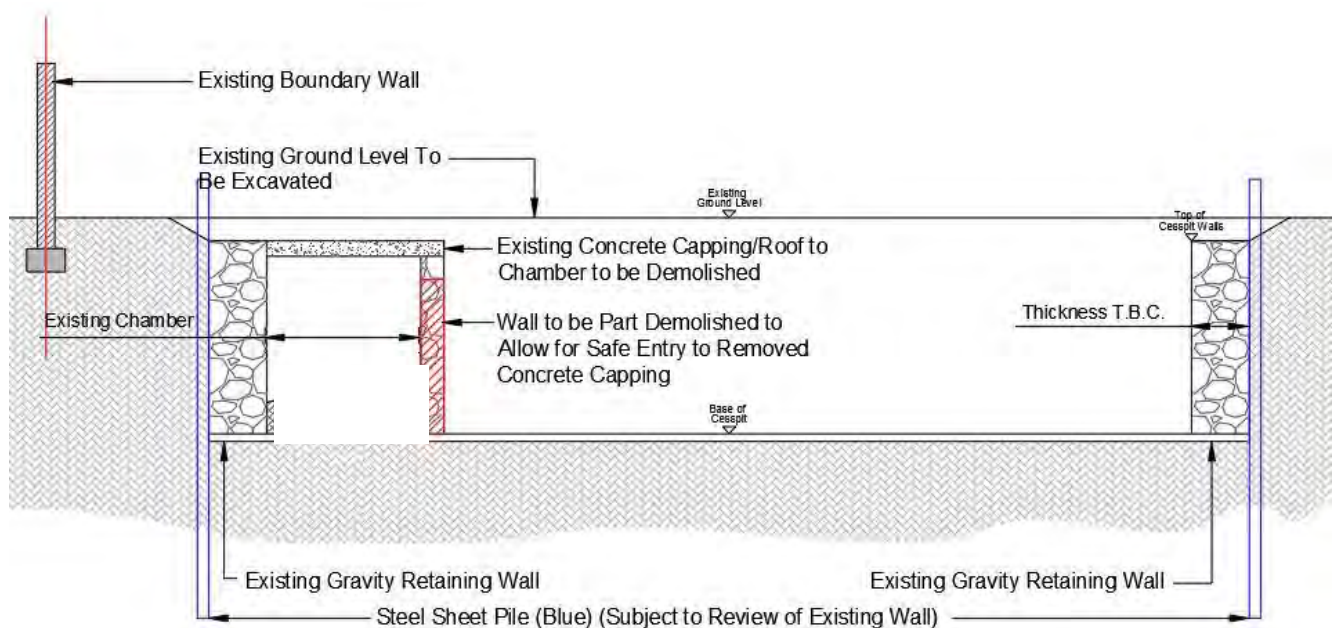 Existing Boundary Wall
Existing Ground Level To
Be Excavated
Existing
Ground Level
Top of
Cesspit Walls
Existing Concrete Capping/Roof to
Chamber to be Demolished
Existing Chamber
Wall to be Part Demolished to
Allow for Safe Entry to Removed
Concrete Capping
Thickness T.B.C.
Base of
Cesspit
Existing Gravity Retaining Wall
Existing Gravity Retaining Wall
Steel Sheet Pile (Blue) (Subject to Review of Existing Wall)